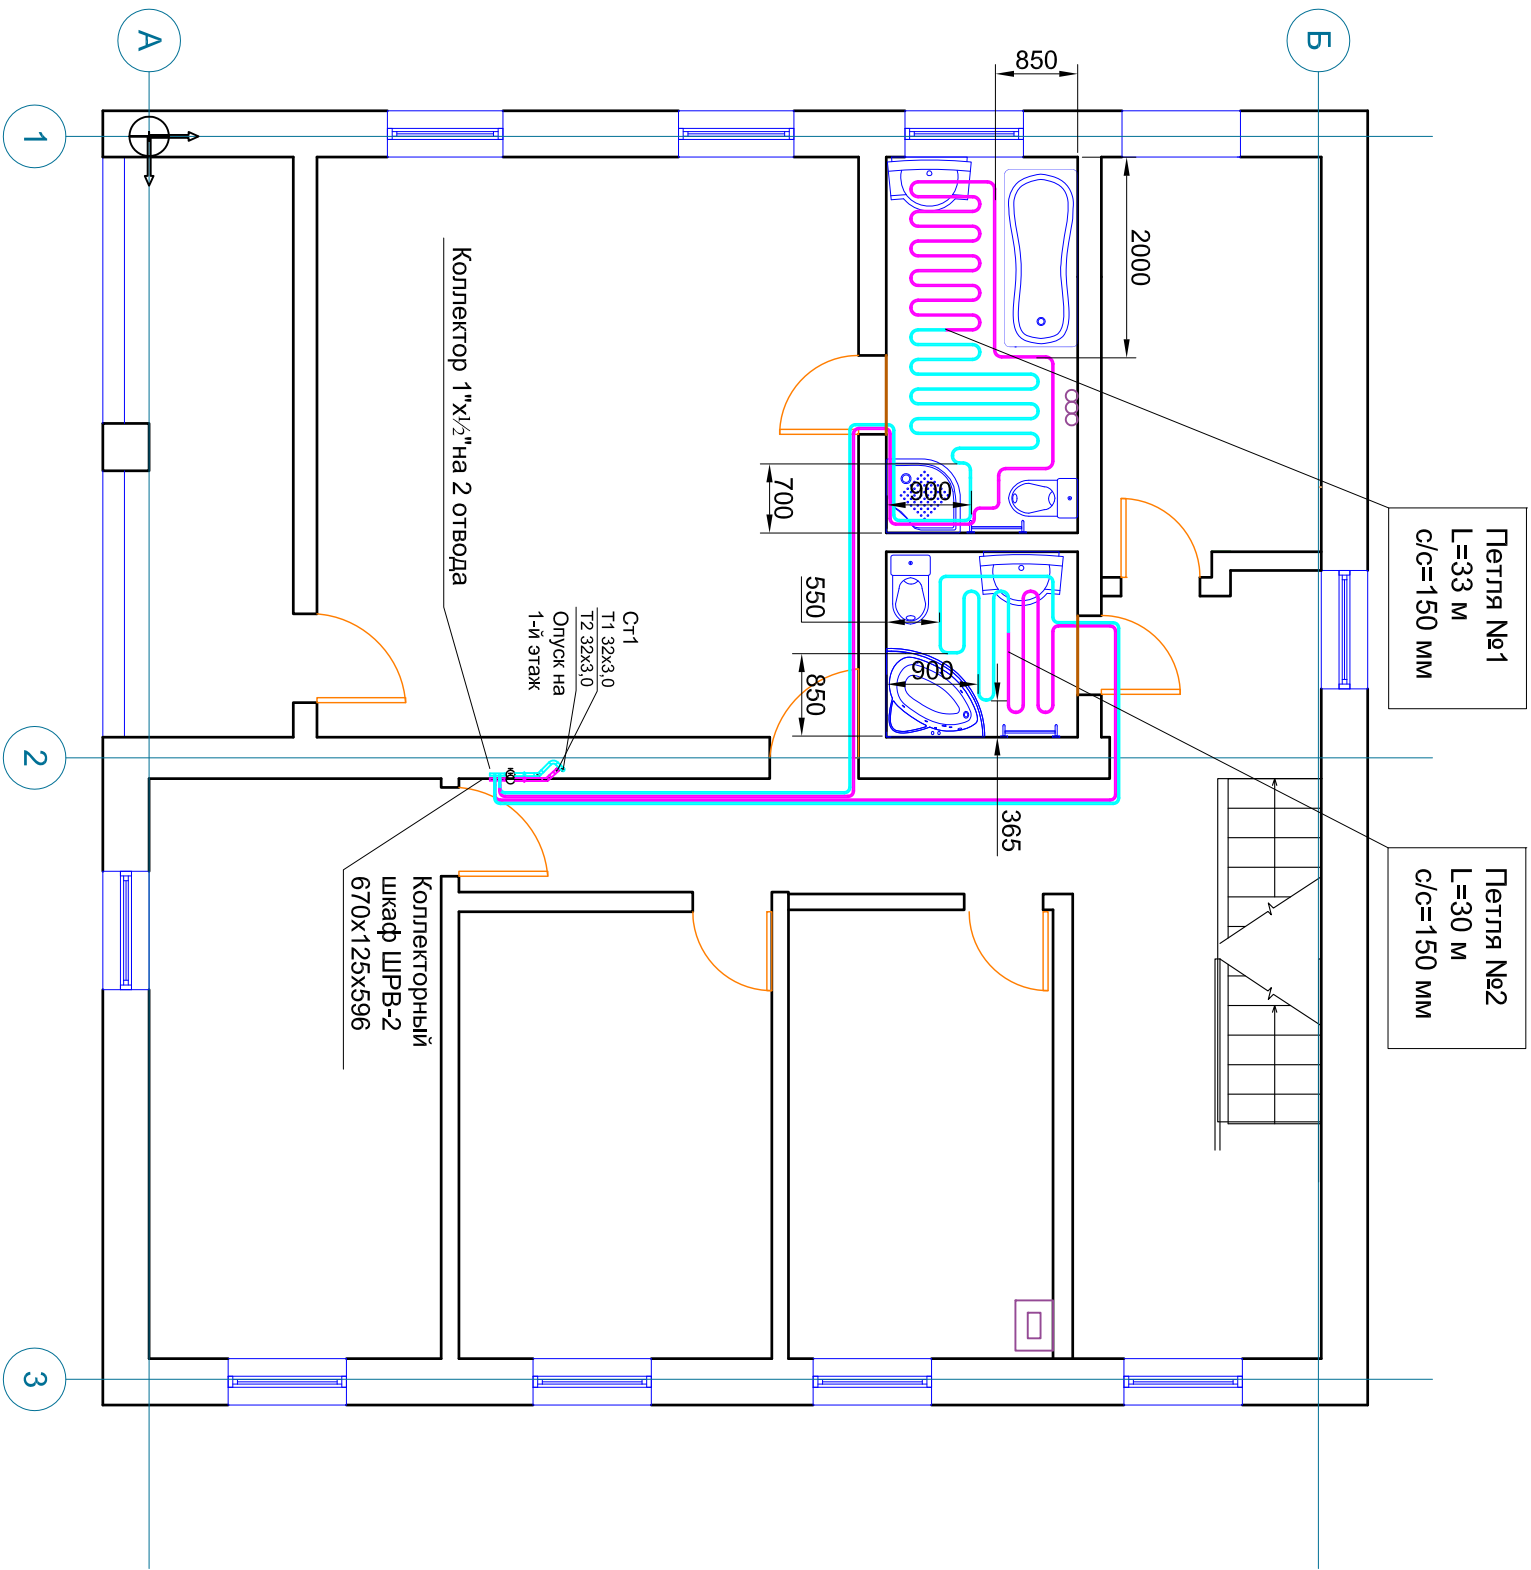 А
Б
1
2
3
850
2000
Петля №1
L=33 м
с/с=150 мм
Петля №2
L=30 м
с/с=150 мм
900
700
550
900
850
365
Коллектор 1"х½"на 2 отвода
Ст1
Т1 32х3,0
Т2 32х3,0
Опуск на
1-й этаж
Коллекторный
шкаф ШРВ-2
670х125х596